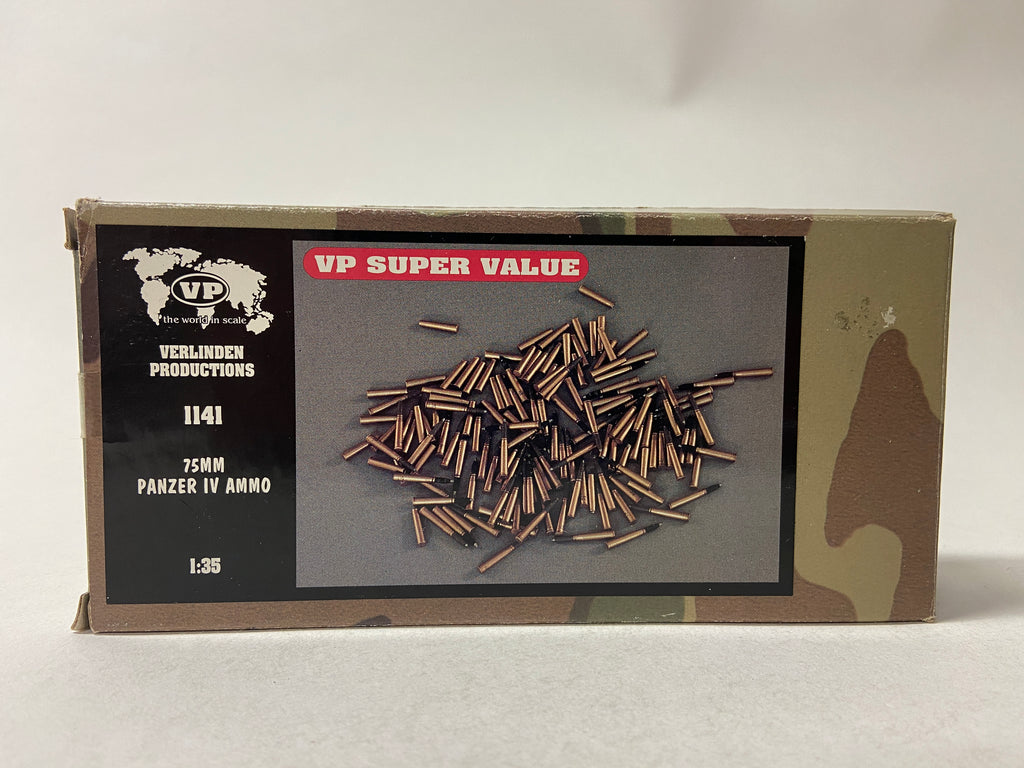 VP SUPER VALUE
VP
the world in scale
VERLINDEN
PRODUCTIONS
1141
75MM
PANZER IV AMMO
1:35